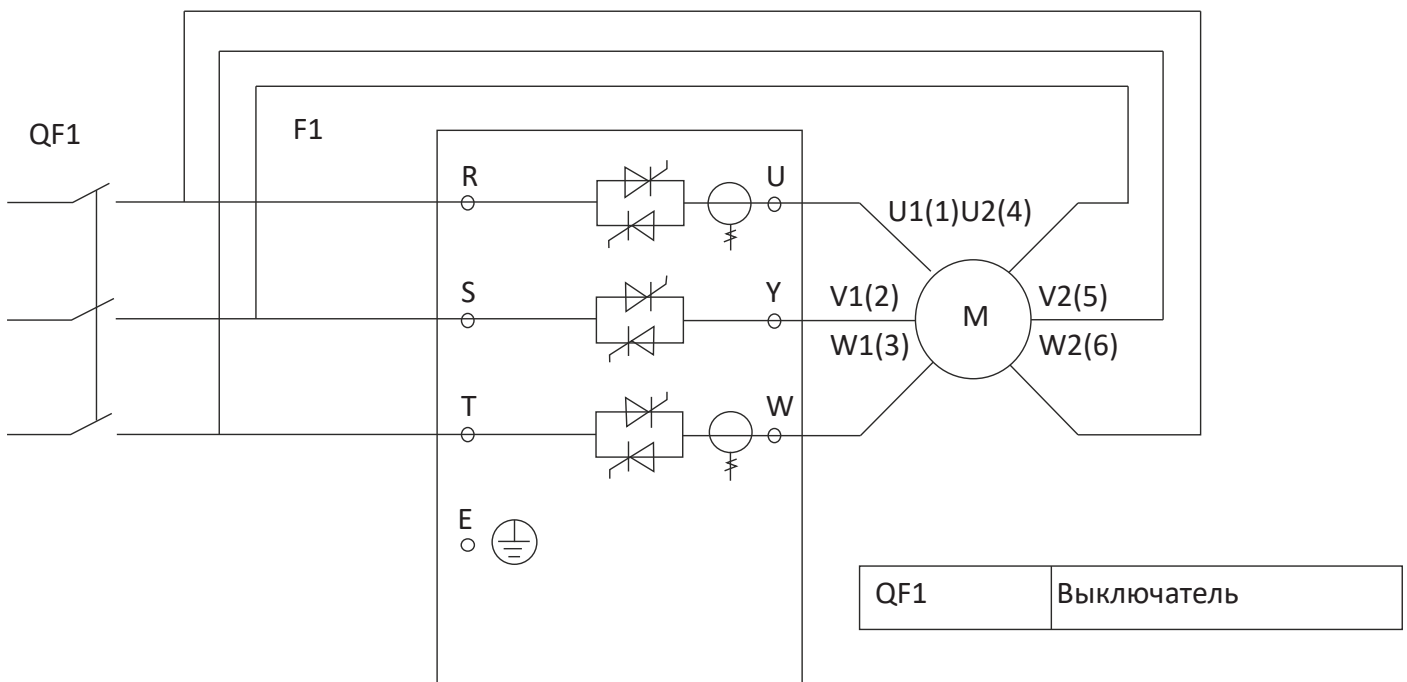 QF1
F1
R
U
U1(1)U2(4)
S
Y
V1(2)
V2(5)
M
W1(3)
W2(6)
T
W
E
QF1 Выключатель